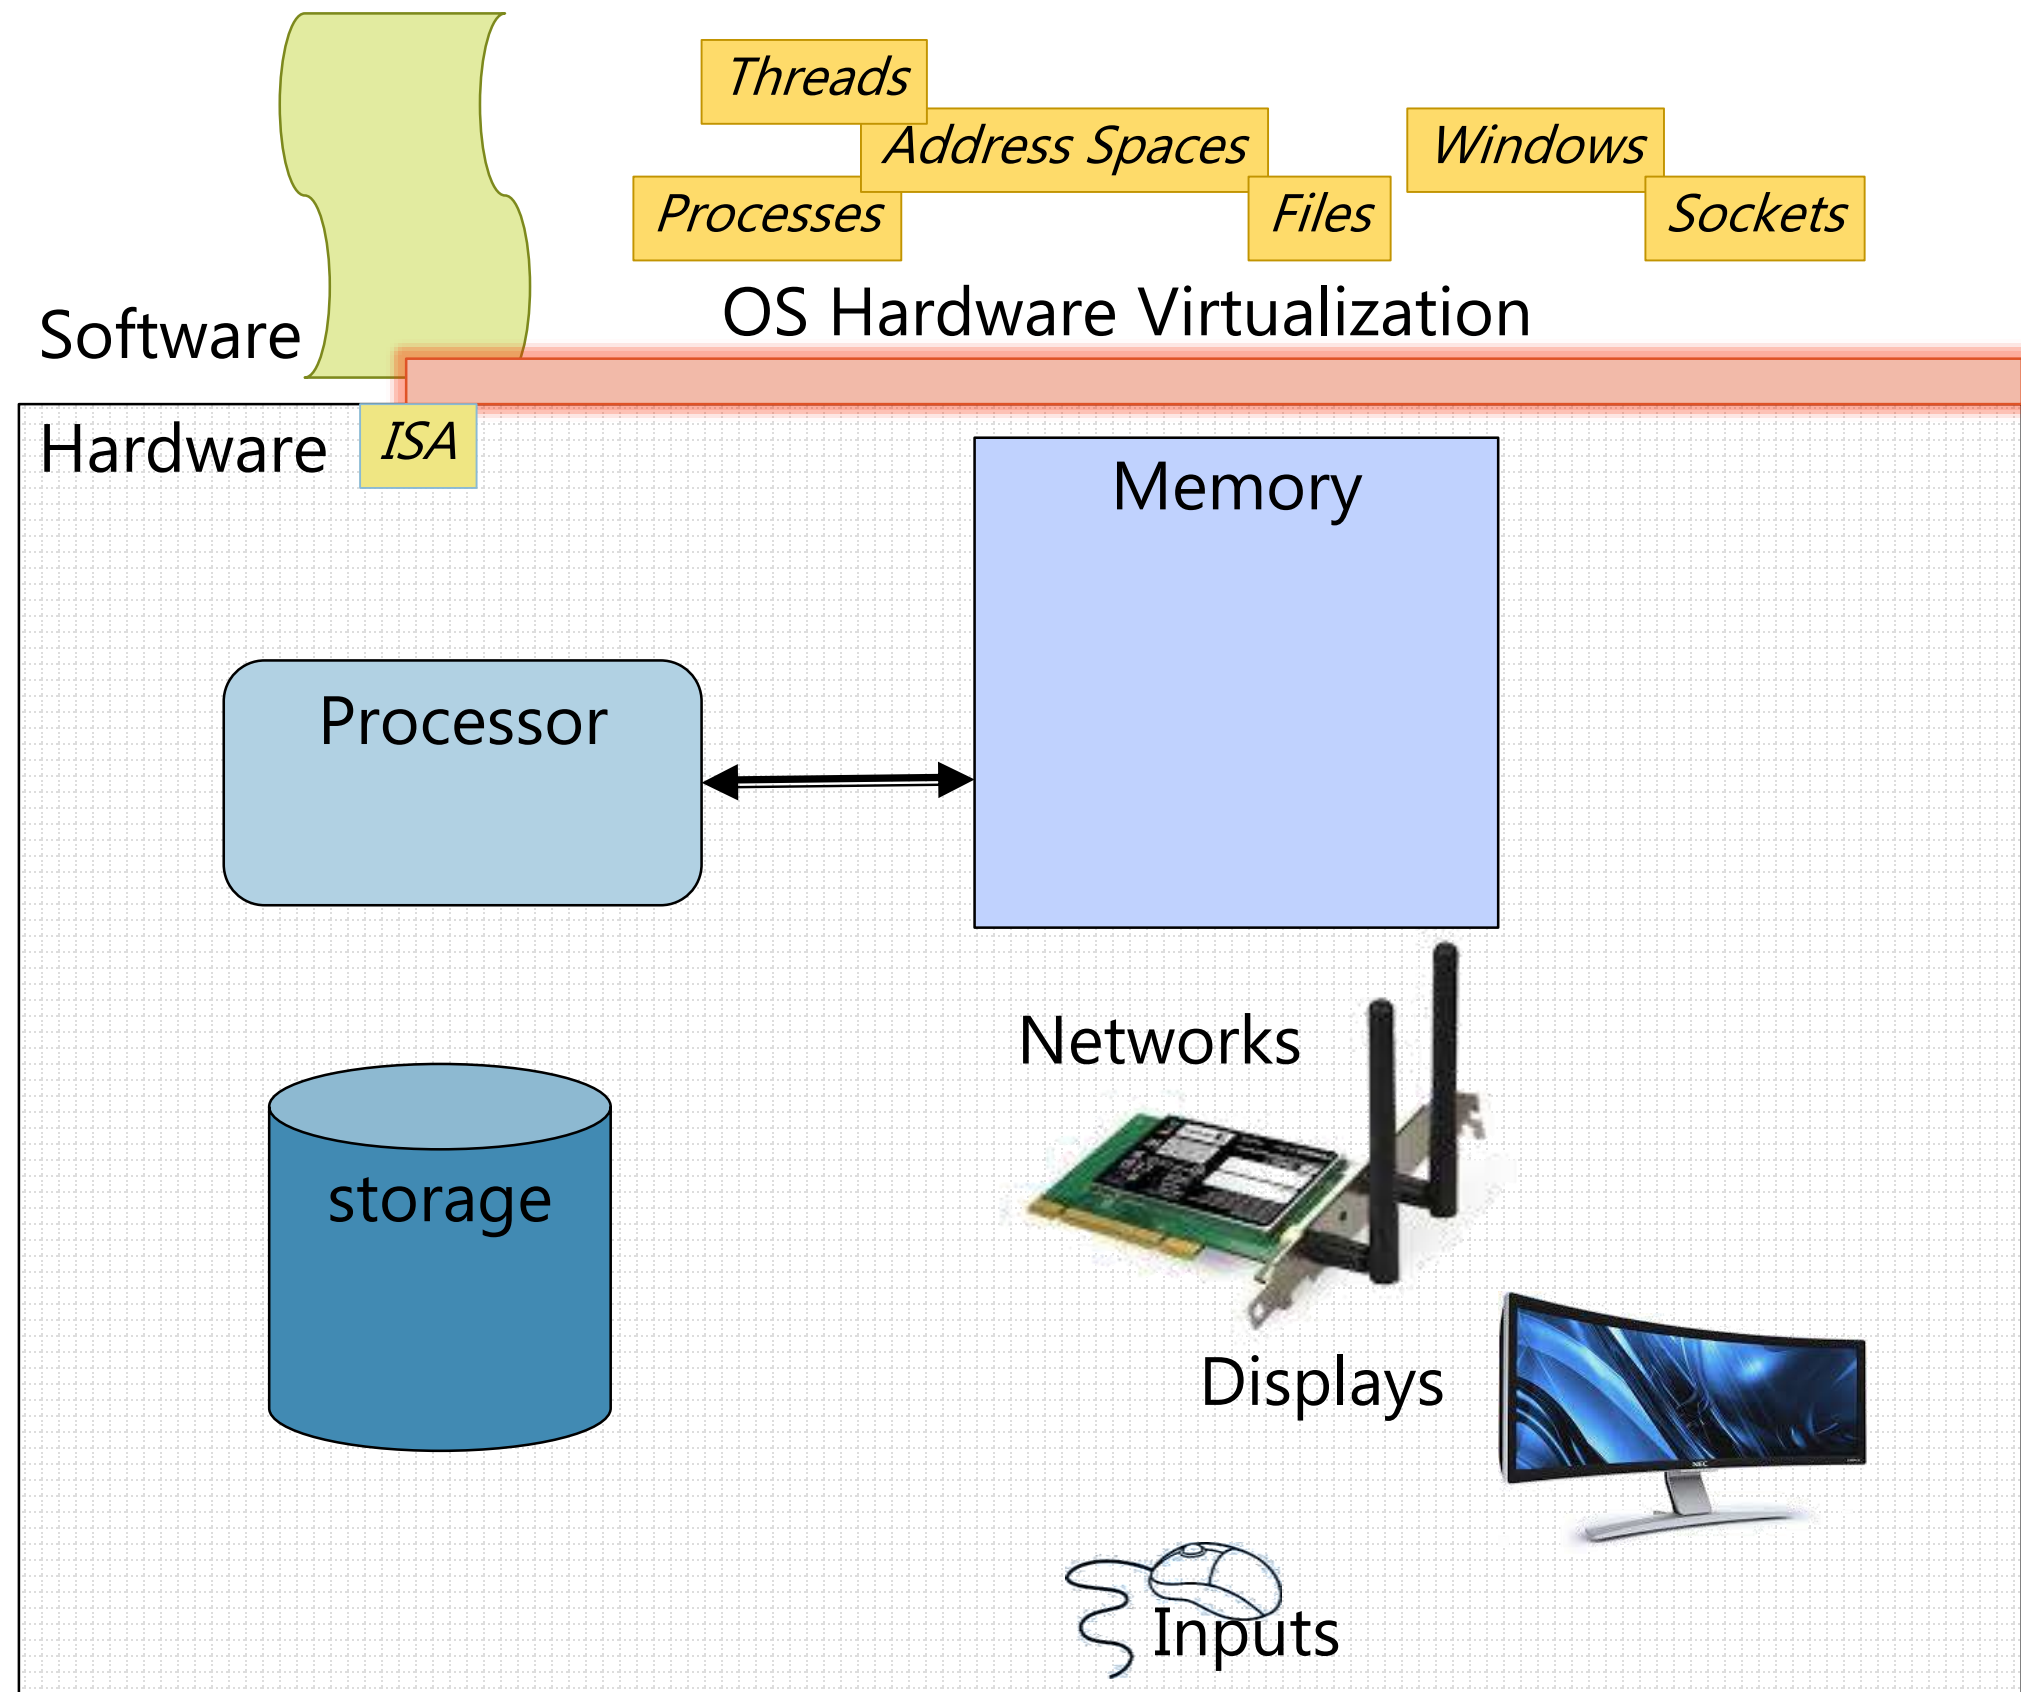 Threads
Address Spaces
Windows
Processes
Files
Sockets
OS Hardware Virtualization
Software
Hardware
ISA
Memory
Processor
Networks
storage
Displays
NEC
Inputs